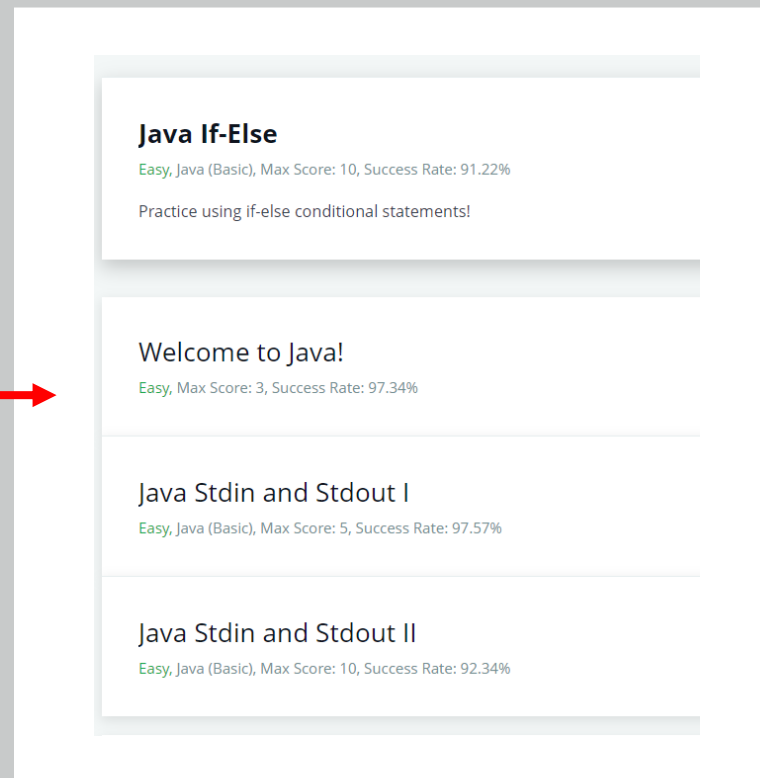 Java If-Else
Easy, Java (Basic), Max Score: 10, Success Rate: 91.22%
Practice using if-else conditional statements!
Welcome to Java!
Easy, Max Score: 3, Success Rate: 97.34%
Java Stdin and Stdout I
Easy, Java (Basic), Max Score: 5, Success Rate: 97.57%
Java Stdin and Stdout II
Easy, Java (Basic), Max Score: 10, Success Rate: 92.34%